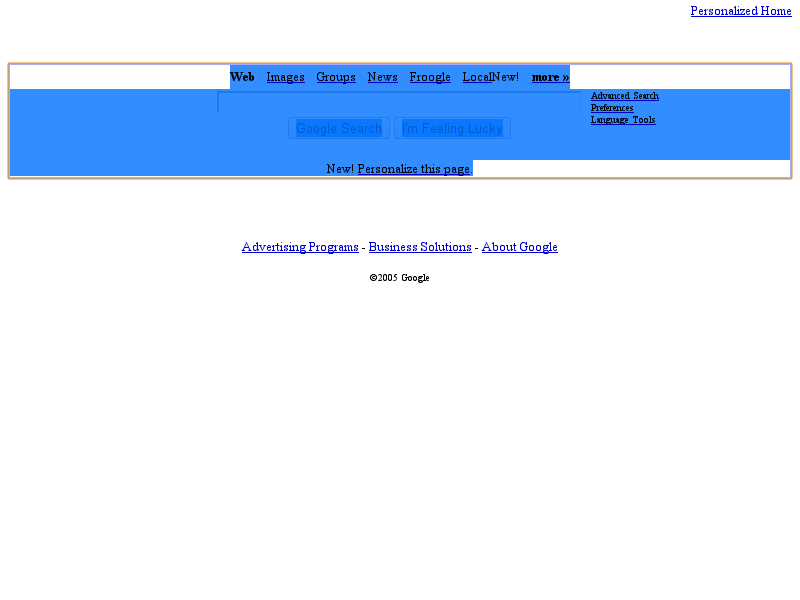 Personalized Home
Web Images Groups News Froogle LocalNew! more »
Advanced Search
Preferences
Language Tools
Google Search I'm Feeling Lucky
New! Personalize this page.
Advertising Programs - Business Solutions - About Google
©2005 Google